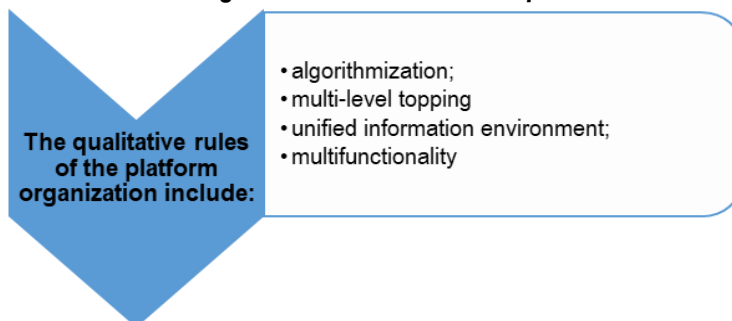 The qualitative rules
of the platform
organization include:
• algorithmization;
• multi-level topping
• unified information environment;
• multifunctionality